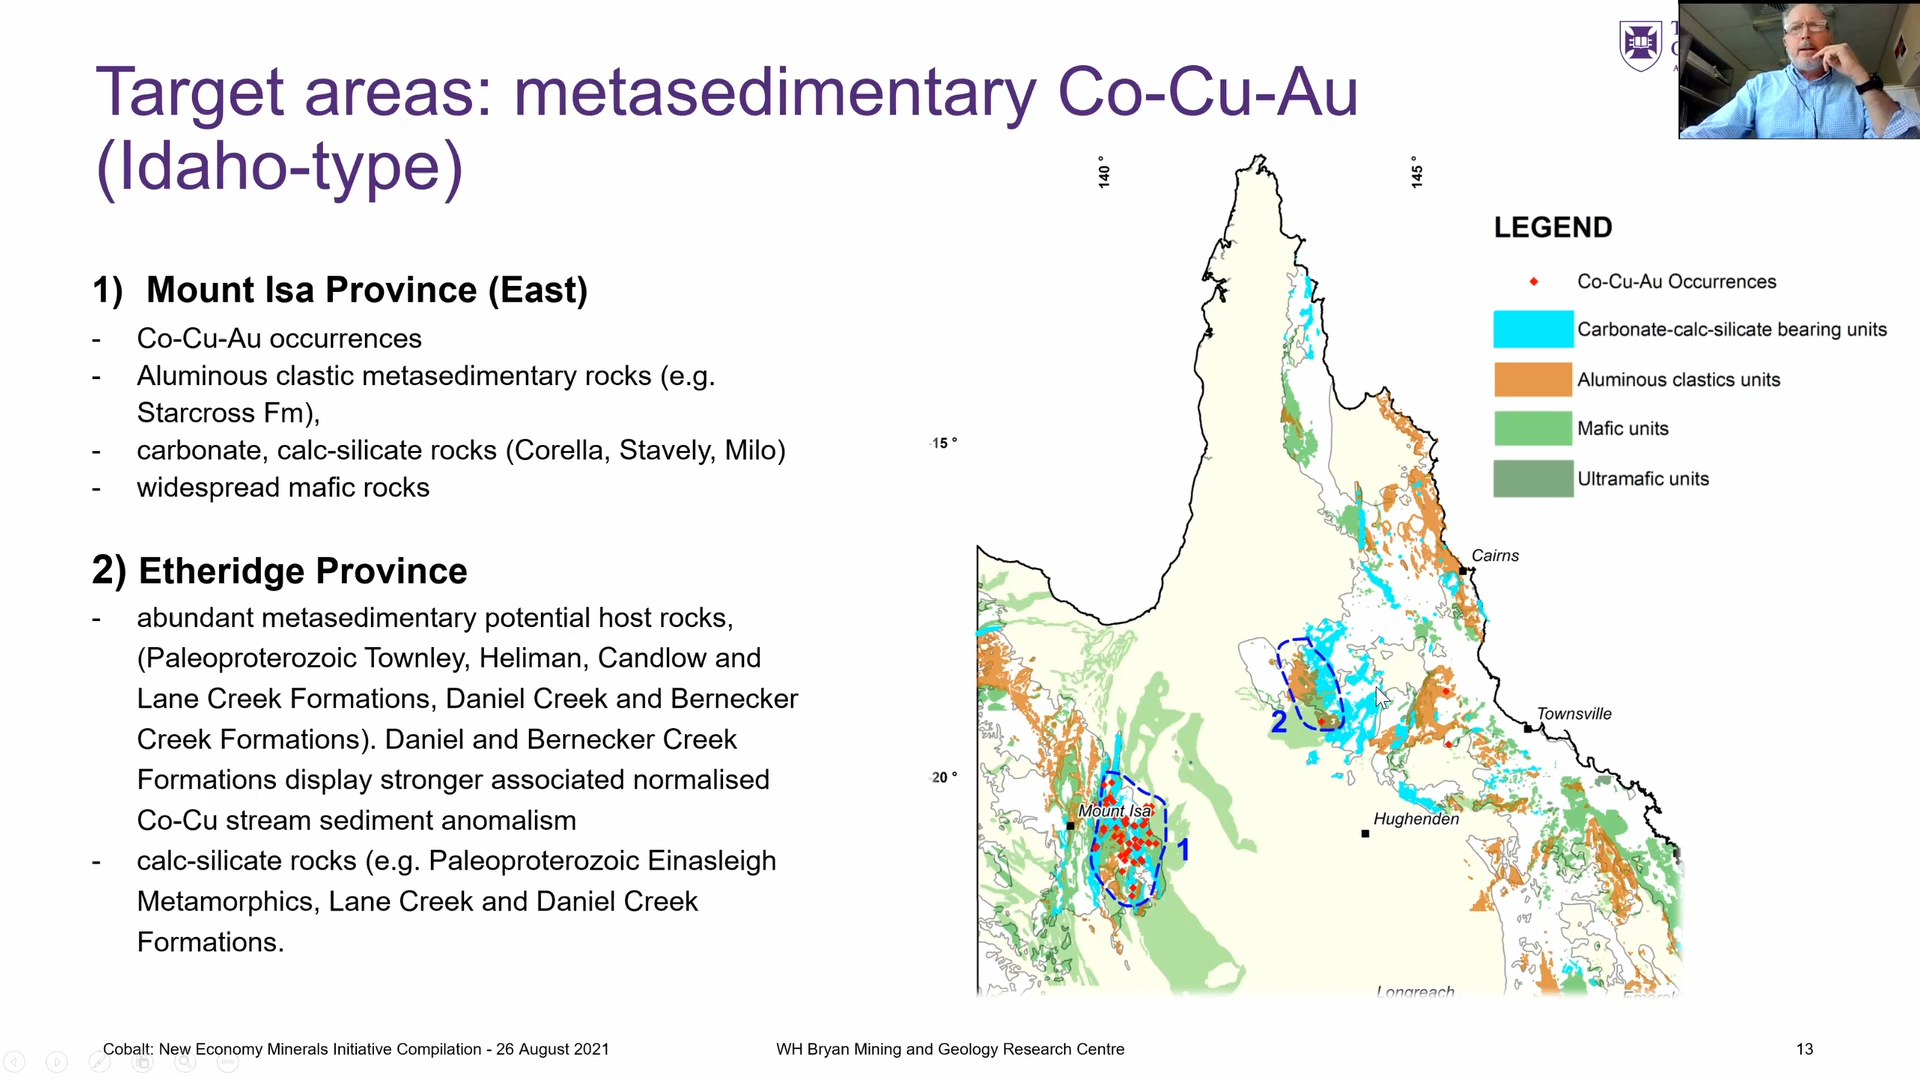 Target areas: metasedimentary Co-Cu-Au
(Idaho-type)
1) Mount Isa Province (East)
- Co-Cu-Au occurrences
- Aluminous clastic metasedimentary rocks (e.g.
Starcross Fm),
- carbonate, calc-silicate rocks (Corella, Stavely, Milo)
- widespread mafic rocks
2) Etheridge Province
- abundant metasedimentary potential host rocks,
(Paleoproterozoic Townley, Heliman, Candlow and
Lane Creek Formations, Daniel Creek and Bernecker
Creek Formations). Daniel and Bernecker Creek
Formations display stronger associated normalised
Co-Cu stream sediment anomalism
- calc-silicate rocks (e.g. Paleoproterozoic Einasleigh
Metamorphics, Lane Creek and Daniel Creek
Formations.
140 °
145 °
-15 °
-20 °
Cairns
Townsville
2
Mount Isa
1
Hughenden
Longreach
LEGEND
Co-Cu-Au Occurrences
Carbonate-calc-silicate bearing units
Aluminous clastics units
Mafic units
Ultramafic units
Cobalt: New Economy Minerals Initiative Compilation - 26 August 2021
WH Bryan Mining and Geology Research Centre
13